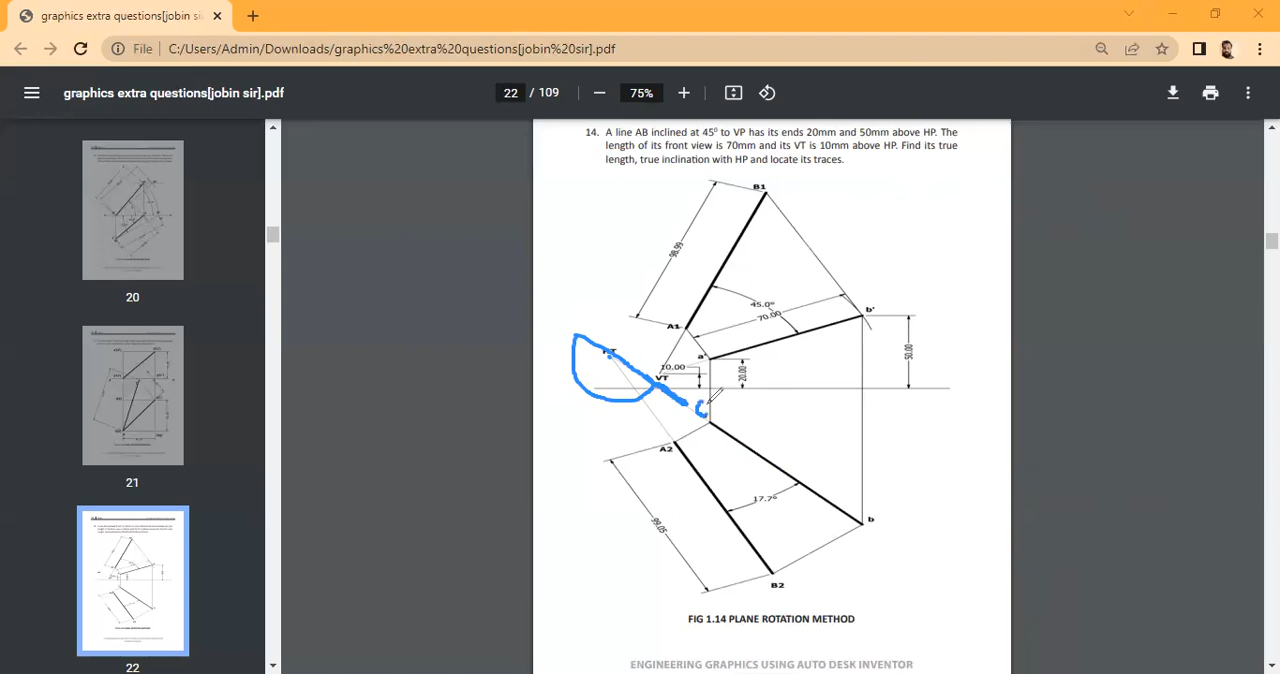 graphics extra questions[jobin si
File
C:/Users/Admin/Downloads/graphics%20extra%20questions[jobin%20sir].pdf
graphics extra questions[jobin sir].pdf
22 / 109
75%
20
21
22
14. A line AB inclined at 45⁰ to VP has its ends 20mm and 50mm above HP. The
length of its front view is 70mm and its VT is 10mm above HP. Find its true
length, true inclination with HP and locate its traces.
B1
98.99
45.0°
70.00
b'
A1
a'
50.00
HT
10.00
VT
20.00
A2
17.7°
99.05
b
B2
FIG 1.14 PLANE ROTATION METHOD
ENGINEERING GRAPHICS USING AUTO DESK INVENTOR